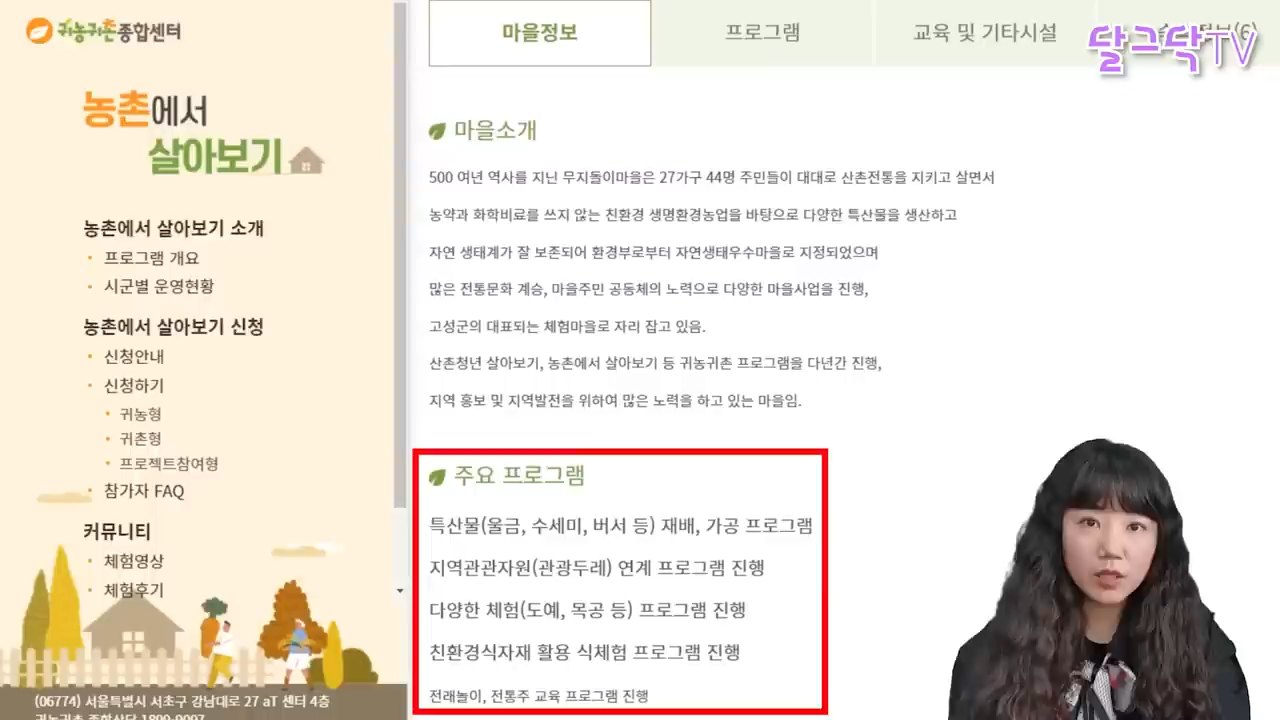 귀농귀촌종합센터
농촌에서
살아보기
농촌에서 살아보기 소개
프로그램 개요
시군별 운영현황
농촌에서 살아보기 신청
신청안내
신청하기
귀농형
귀촌형
프로젝트참여형
참가자 FAQ
커뮤니티
체험영상
체험후기
(06774) 서울특별시 서초구 강남대로 27 aT 센터 4층
귀농귀촌 종합상담 1899-9097
마을정보
프로그램
교육 및 기타시설
달그닥TV
마을소개
500 여년 역사를 지닌 무지돌이마을은 27가구 44명 주민들이 대대로 산촌전통을 지키고 살면서
농약과 화학비료를 쓰지 않는 친환경 생명환경농업을 바탕으로 다양한 특산물을 생산하고
자연 생태계가 잘 보존되어 환경부로부터 자연생태우수마을로 지정되었으며
많은 전통문화 계승, 마을주민 공동체의 노력으로 다양한 마을사업을 진행,
고성군의 대표되는 체험마을로 자리 잡고 있음.
산촌청년 살아보기, 농촌에서 살아보기 등 귀농귀촌 프로그램을 다년간 진행,
지역 홍보 및 지역발전을 위하여 많은 노력을 하고 있는 마을임.
주요 프로그램
특산물(울금, 수세미, 버서 등) 재배, 가공 프로그램
지역관관자원(관광두레) 연계 프로그램 진행
다양한 체험(도예, 목공 등) 프로그램 진행
친환경식자재 활용 식체험 프로그램 진행
전래놀이, 전통주 교육 프로그램 진행